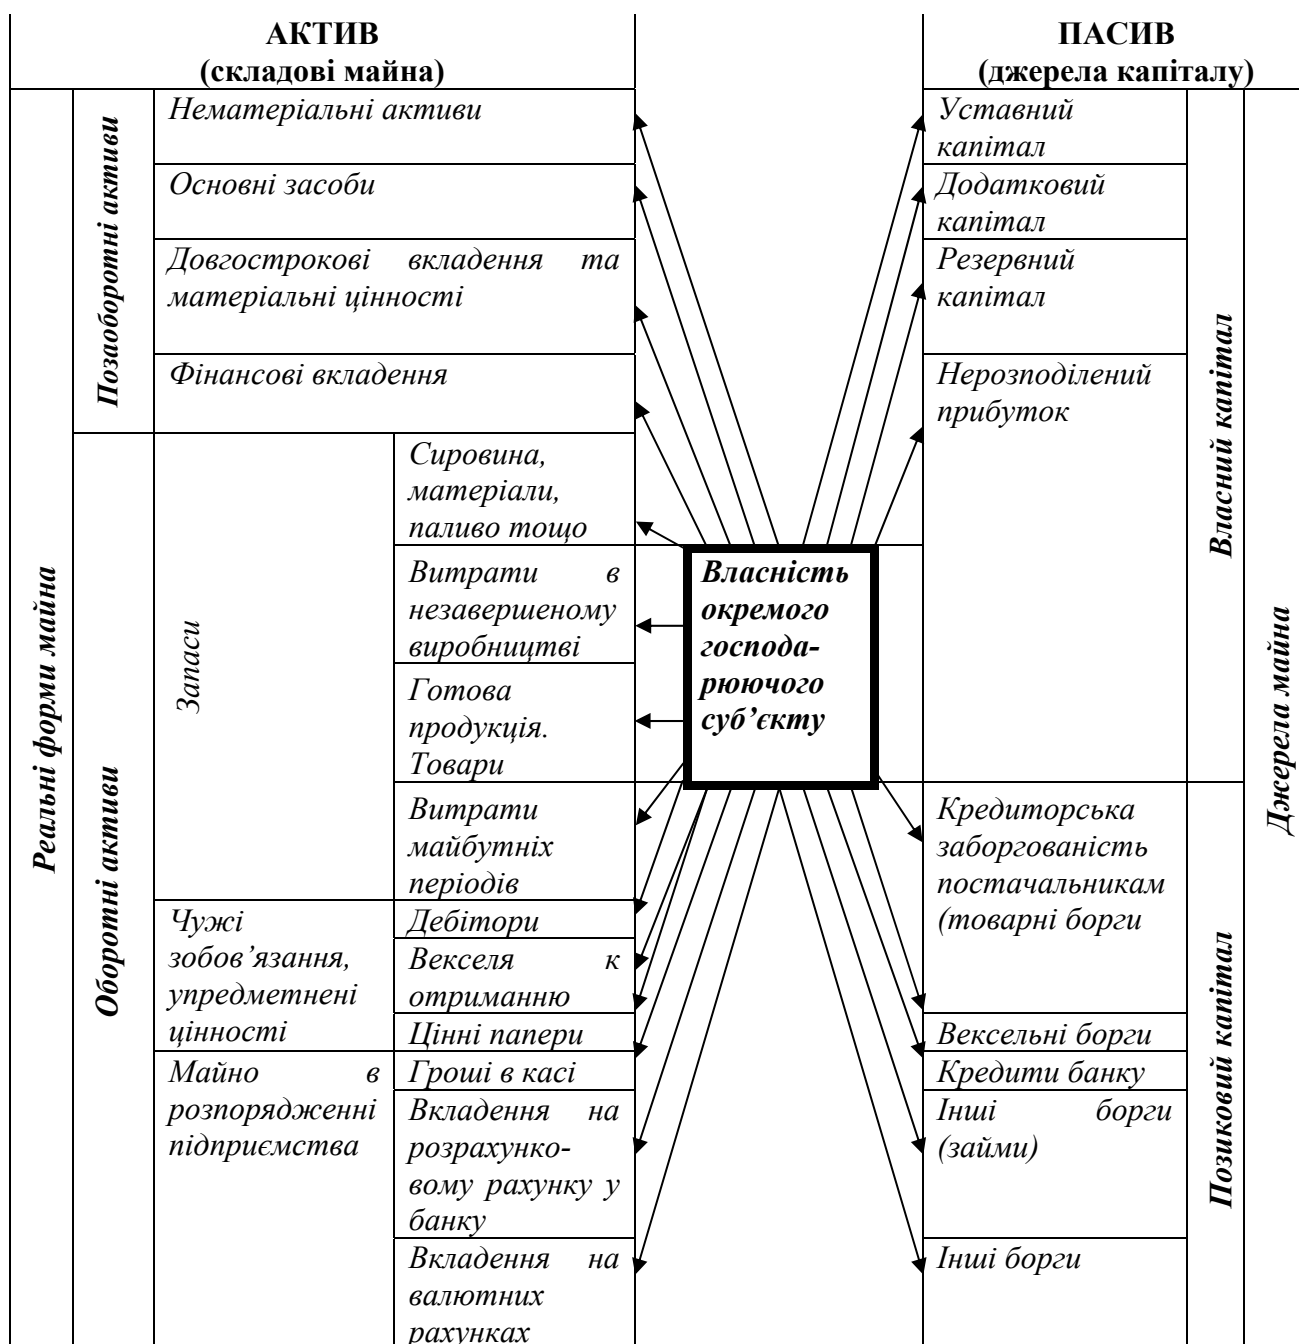 АКТИВ
(складові майна)
ПАСИВ
(джерела капіталу)
Реальні форми майна
Позаоборотні активи
Нематеріальні активи
Основні засоби
Довгострокові вкладення та
матеріальні цінності
Фінансові вкладення
Оборотні активи
Запаси
Сировина,
матеріали,
паливо тощо
Витрати в
незавершеному
виробництві
Готова
продукція.
Товари
Витрати
майбутніх
періодів
Чужі
зобов’язання,
упредметнені
цінності
Дебітори
Векселя к
отриманню
Цінні папери
Майно в
розпорядженні
підприємства
Гроші в касі
Вкладення на
розрахунко-
вому рахунку у
банку
Вкладення на
валютних
рахунках
Власність
окремого
господа-
рюючого
суб’єкту
Уставний
капітал
Додатковий
капітал
Резервний
капітал
Нерозподілений
прибуток
Власний капітал
Кредиторська
заборгованість
постачальникам
(товарні борги
Вексельні борги
Кредити банку
Інші борги
(займи)
Інші борги
Позиковий капітал
Джерела майна